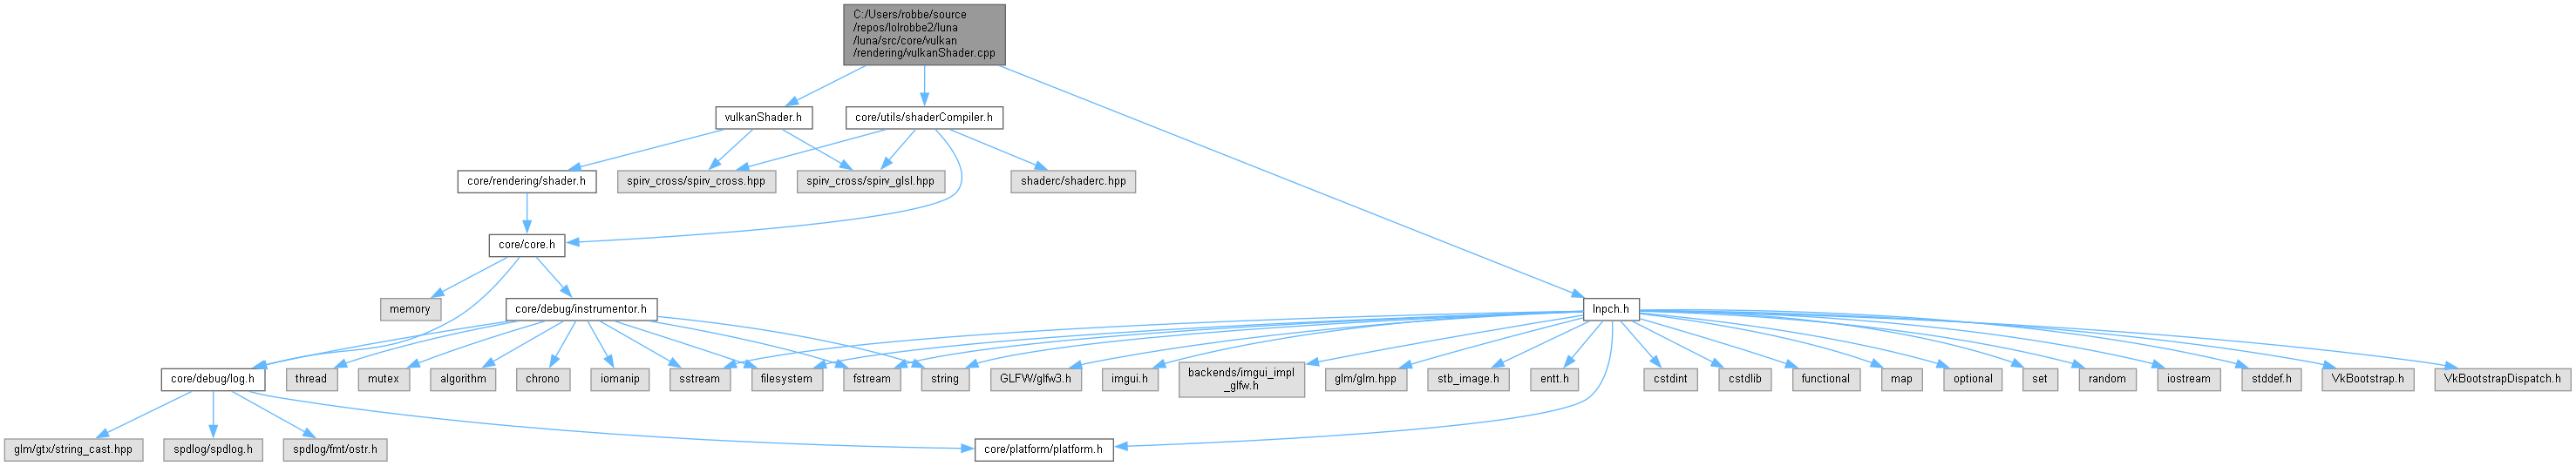 C:/Users/robbe/source
/repos/lolrobbe2/luna
/luna/src/core/vulkan
/rendering/vulkanShader.cpp
vulkanShader.h
core/utils/shaderCompiler.h
core/rendering/shader.h
spirv_cross/spirv_cross.hpp
spirv_cross/spirv_glsl.hpp
shaderc/shaderc.hpp
core/core.h
memory
core/debug/instrumentor.h
lnpch.h
core/debug/log.h
thread
mutex
algorithm
chrono
iomanip
sstream
filesystem
fstream
string
GLFW/glfw3.h
imgui.h
backends/imgui_impl
_glfw.h
glm/glm.hpp
stb_image.h
entt.h
cstdint
cstdlib
functional
map
optional
set
random
iostream
stddef.h
VkBootstrap.h
VkBootstrapDispatch.h
glm/gtx/string_cast.hpp
spdlog/spdlog.h
spdlog/fmt/ostr.h
core/platform/platform.h